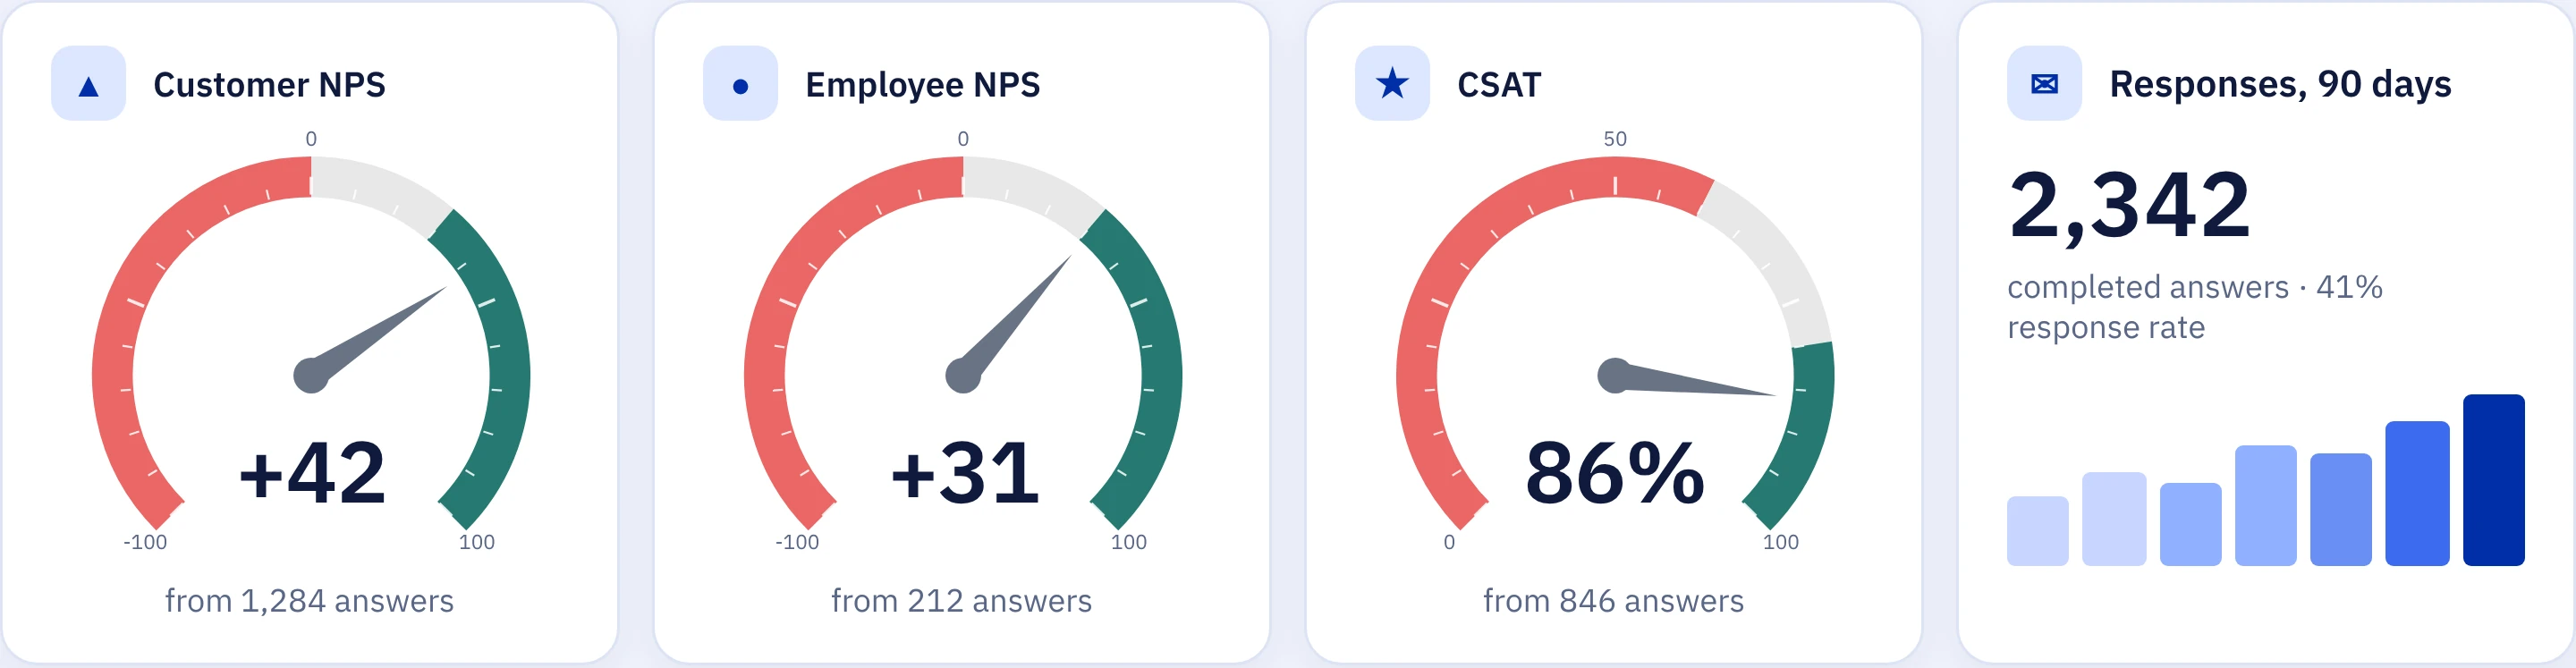 ▲ Customer NPS
0
+42
-100
100
from 1,284 answers
● Employee NPS
0
+31
-100
100
from 212 answers
★ CSAT
50
86%
0
100
from 846 answers
✉ Responses, 90 days
2,342
completed answers · 41%
response rate